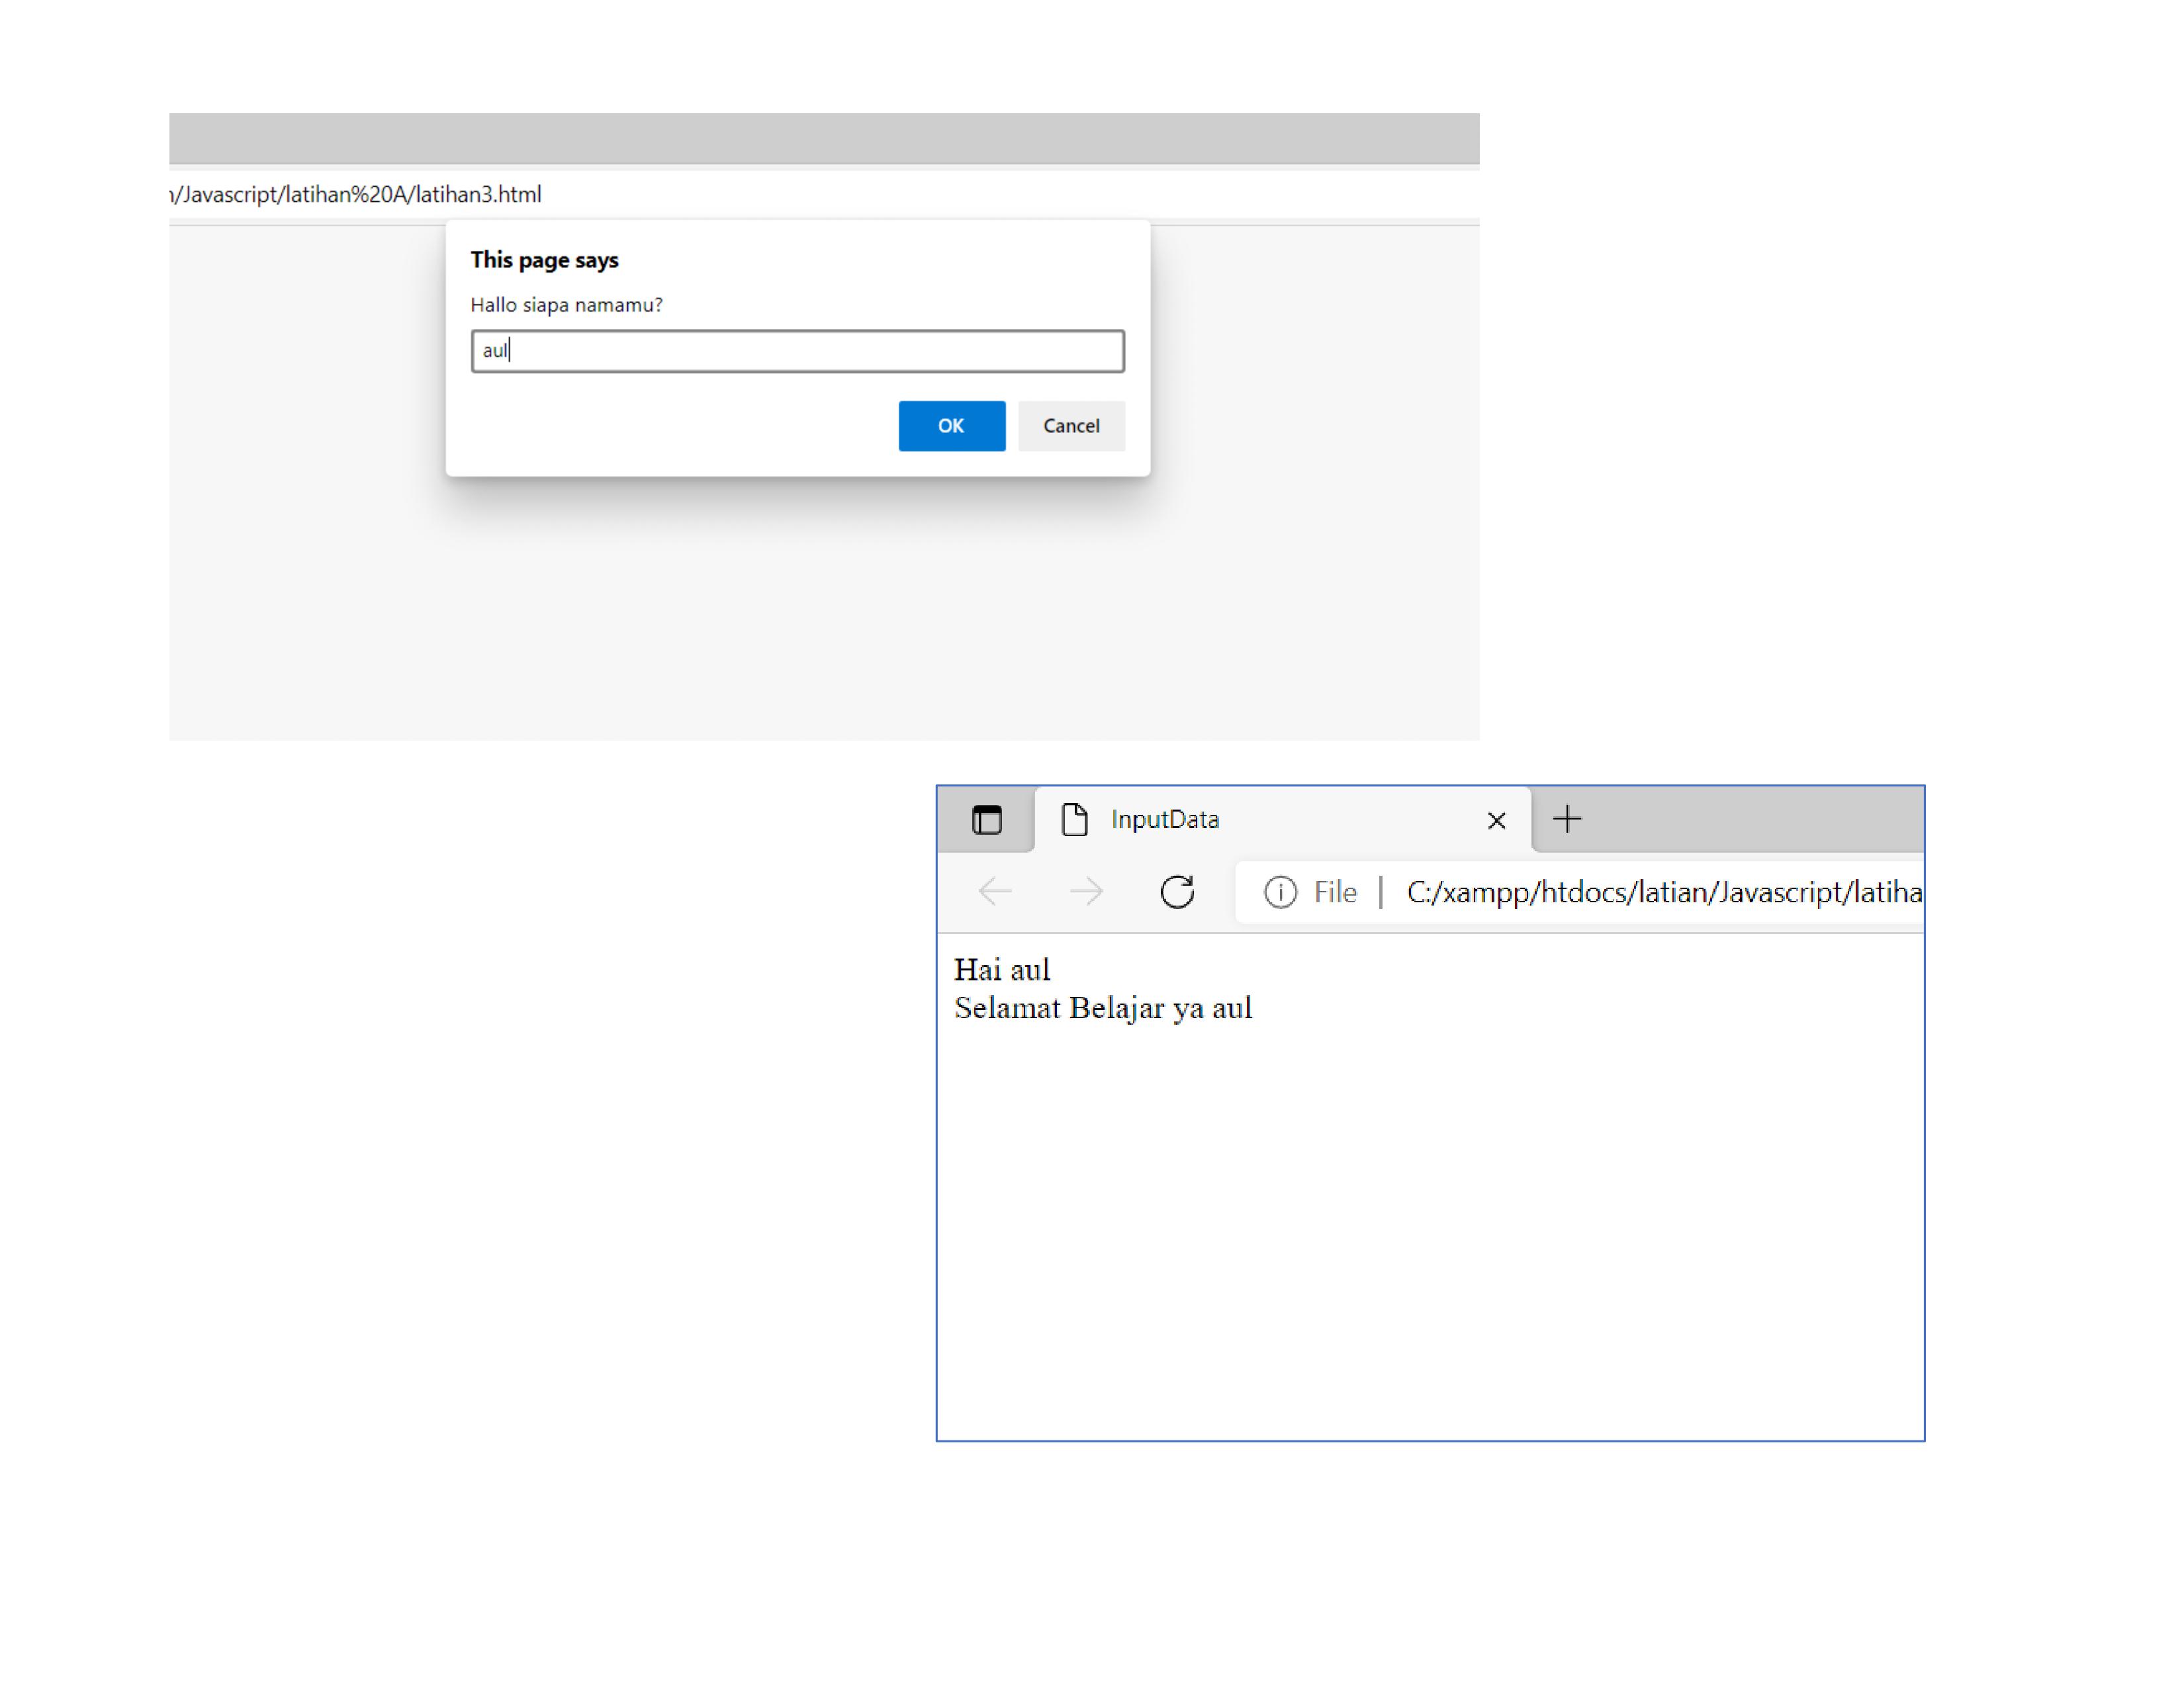 /Javascript/latihan%20A/latihan3.html
This page says
Hallo siapa namamu?
aul
OK
Cancel
InputData
File
C:/xampp/htdocs/latian/Javascript/latiha
Hai aul
Selamat Belajar ya aul